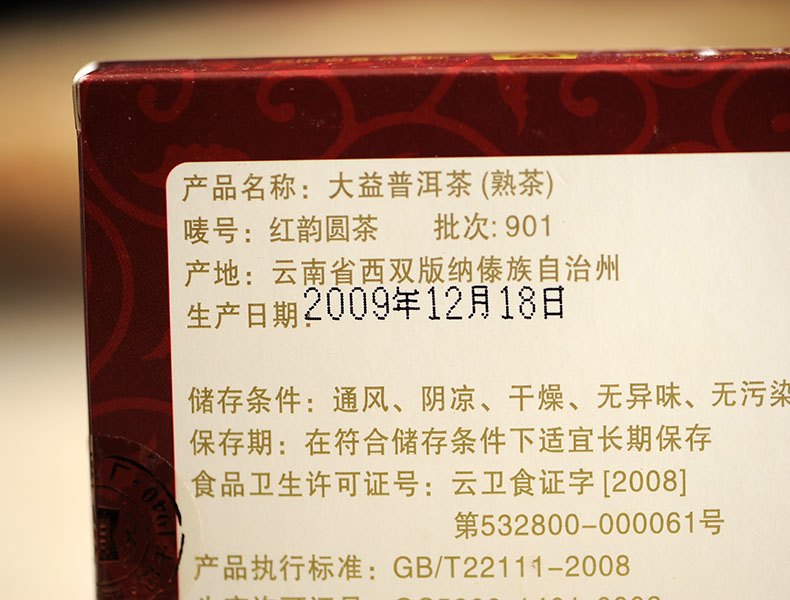 产品名称：大益普洱茶(熟茶)
唛号：红韵圆茶 批次:901
产地：云南省西双版纳傣族自治州
生产日期：2009年12月18日
储存条件：通风、阴凉、干燥、无异味、无污染
保存期：在符合储存条件下适宜长期保存
食品卫生许可证号：云卫食证字[2008]
第532800-000061号
产品执行标准：GB/T22111-2008